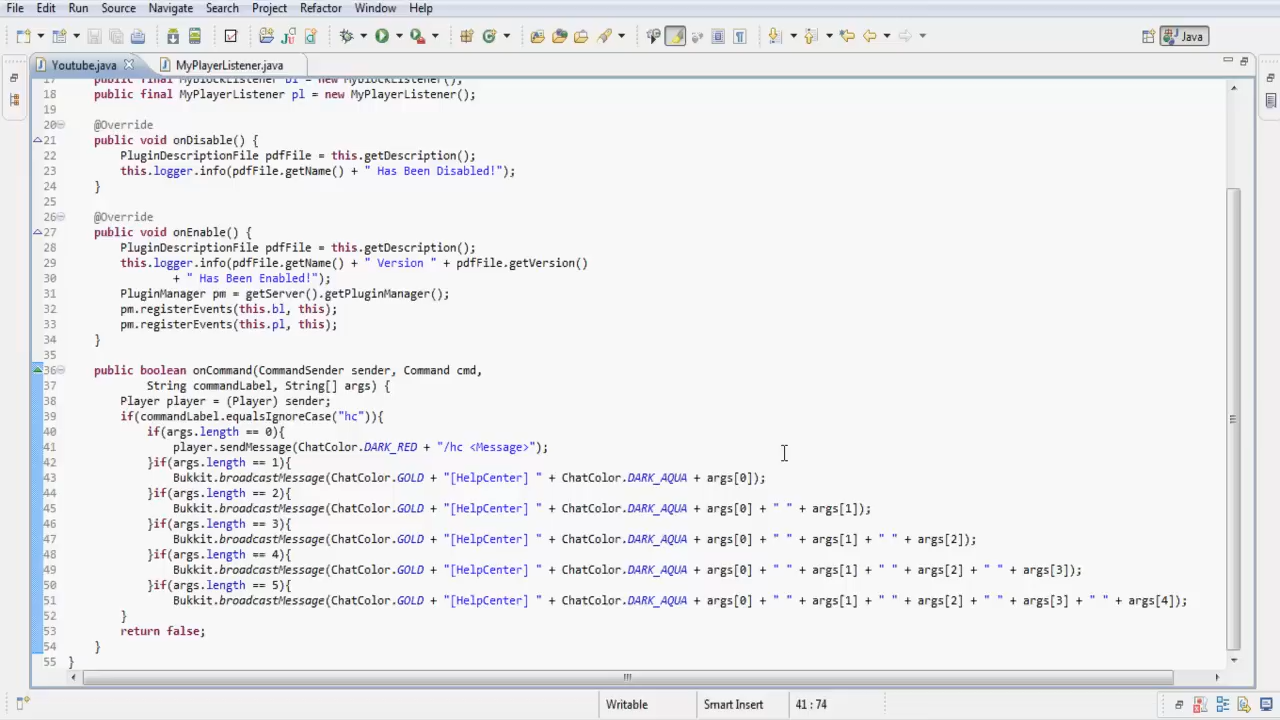 File Edit Run Source Navigate Search Project Refactor Window Help
Java
Youtube.java MyPlayerListener.java
17 public final MyBlockListener bl = new MyBlockListener();
18 public final MyPlayerListener pl = new MyPlayerListener();
19
20 @Override
21 public void onDisable() {
22 PluginDescriptionFile pdfFile = this.getDescription();
23 this.logger.info(pdfFile.getName() + " Has Been Disabled!");
24 }
25
26 @Override
27 public void onEnable() {
28 PluginDescriptionFile pdfFile = this.getDescription();
29 this.logger.info(pdfFile.getName() + " Version " + pdfFile.getVersion()
30 + " Has Been Enabled!");
31 PluginManager pm = getServer().getPluginManager();
32 pm.registerEvents(this.bl, this);
33 pm.registerEvents(this.pl, this);
34 }
35
36 public boolean onCommand(CommandSender sender, Command cmd,
37 String commandLabel, String[] args) {
38 Player player = (Player) sender;
39 if(commandLabel.equalsIgnoreCase("hc")){
40 if(args.length == 0){
41 player.sendMessage(ChatColor.DARK_RED + "/hc <Message>");
42 }if(args.length == 1){
43 Bukkit.broadcastMessage(ChatColor.GOLD + "[HelpCenter] " + ChatColor.DARK_AQUA + args[0]);
44 }if(args.length == 2){
45 Bukkit.broadcastMessage(ChatColor.GOLD + "[HelpCenter] " + ChatColor.DARK_AQUA + args[0] + " " + args[1]);
46 }if(args.length == 3){
47 Bukkit.broadcastMessage(ChatColor.GOLD + "[HelpCenter] " + ChatColor.DARK_AQUA + args[0] + " " + args[1] + " " + args[2]);
48 }if(args.length == 4){
49 Bukkit.broadcastMessage(ChatColor.GOLD + "[HelpCenter] " + ChatColor.DARK_AQUA + args[0] + " " + args[1] + " " + args[2] + " " + args[3]);
50 }if(args.length == 5){
51 Bukkit.broadcastMessage(ChatColor.GOLD + "[HelpCenter] " + ChatColor.DARK_AQUA + args[0] + " " + args[1] + " " + args[2] + " " + args[3] + " " + args[4]);
52 }
53 return false;
54 }
55 }
Writable Smart Insert 41 : 74